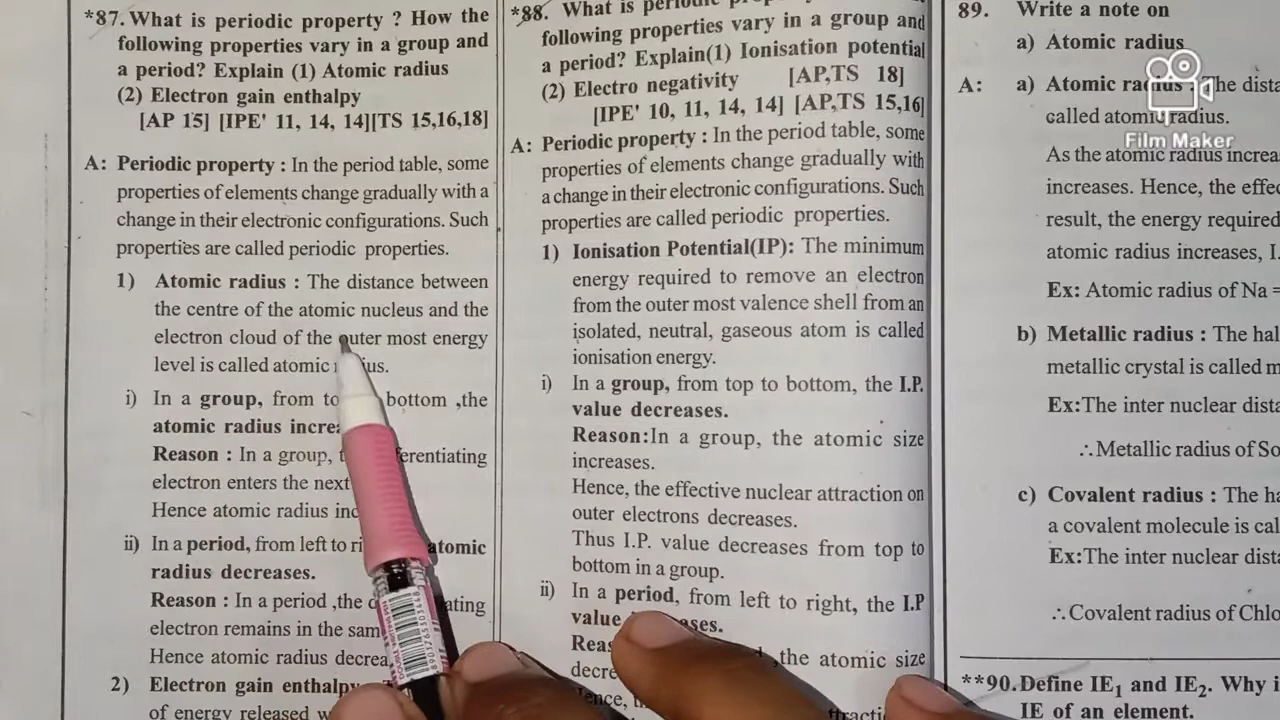 *87. What is periodic property ? How the
following properties vary in a group and
a period? Explain (1) Atomic radius
(2) Electron gain enthalpy
[AP 15] [IPE' 11, 14, 14][TS 15,16,18]
A: Periodic property : In the period table, some
properties of elements change gradually with a
change in their electronic configurations. Such
properties are called periodic properties.
1) Atomic radius : The distance between
the centre of the atomic nucleus and the
electron cloud of the outer most energy
level is called atomic
i) In a group, from bottom ,the
atomic radius
Reason : In a group,
electron enters the next
Hence atomic radius
ii) In a period, from left to atomic
radius decreases.
Reason : In a period ,the
electron remains in the
Hence atomic radius
2) Electron gain
of energy released
*88. What is
following properties vary in a group and
a period? Explain(1) Ionisation potential
(2) Electro negativity [AP,TS 18]
[IPE' 10, 11, 14, 14] [AP,TS 15,16]
A: Periodic property : In the period table, some
properties of elements change gradually with
a change in their electronic configurations. Such
properties are called periodic properties.
1) Ionisation Potential(IP): The minimum
energy required to remove an electron
from the outer most valence shell from an
isolated, neutral, gaseous atom is called
ionisation energy.
i) In a group, from top to bottom, the I.P.
value decreases.
Reason:In a group, the atomic size
increases.
Hence, the effective nuclear attraction on
outer electrons decreases.
Thus I.P. value decreases from top to
bottom in a group.
ii) In a period, from left to right, the I.P
value
,the atomic size
89. Write a note on
a) Atomic radius
A: a) Atomic radius : The
called atomic radius.
As the atomic radius
increases. Hence, the
result, the energy required
atomic radius increases,
Ex: Atomic radius of Na =
b) Metallic radius : The
metallic crystal is called
Ex:The inter nuclear
∴Metallic radius of
c) Covalent radius : The
a covalent molecule is
Ex:The inter nuclear
∴Covalent radius of
**90. Define IE₁ and IE₂. Why
IE of an element.
Film Maker